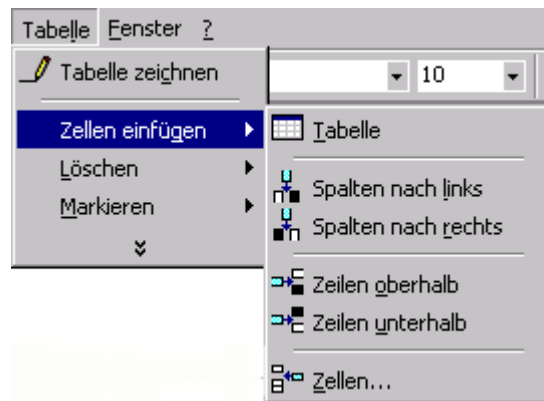 Tabelle Fenster ?
Tabelle zeichnen
10
Zellen einfügen
Tabelle
Löschen
Spalten nach links
Markieren
Spalten nach rechts
Zeilen oberhalb
Zeilen unterhalb
Zellen...